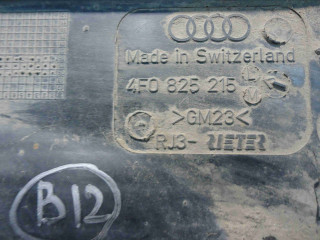 Made in Switzerland
4F0 825 215
>GM23<
RJ3- RIETER
B12